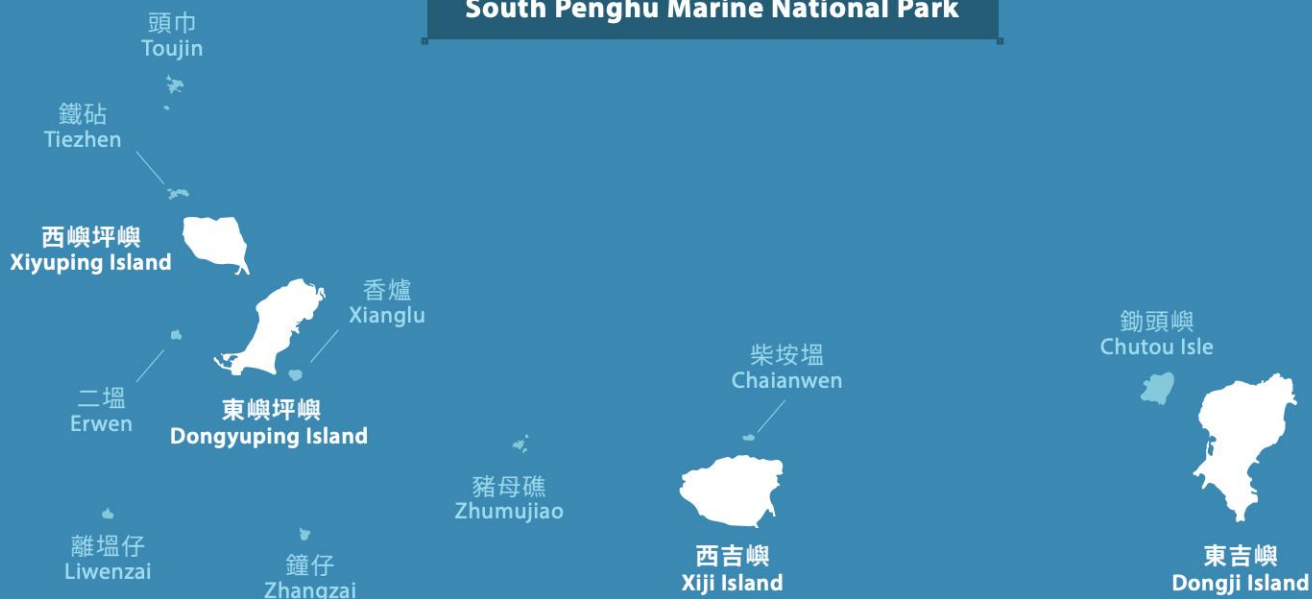 South Penghu Marine National Park
頭巾
Toujin
鐵砧
Tiezhen
西嶼坪嶼
Xiyuping Island
香爐
Xianglu
二塭
Erwen
東嶼坪嶼
Dongyuping Island
柴垵塭
Chaianwen
鋤頭嶼
Chutou Isle
豬母礁
Zhumujiao
離塭仔
Liwenzai
鐘仔
Zhangzai
西吉嶼
Xiji Island
東吉嶼
Dongji Island